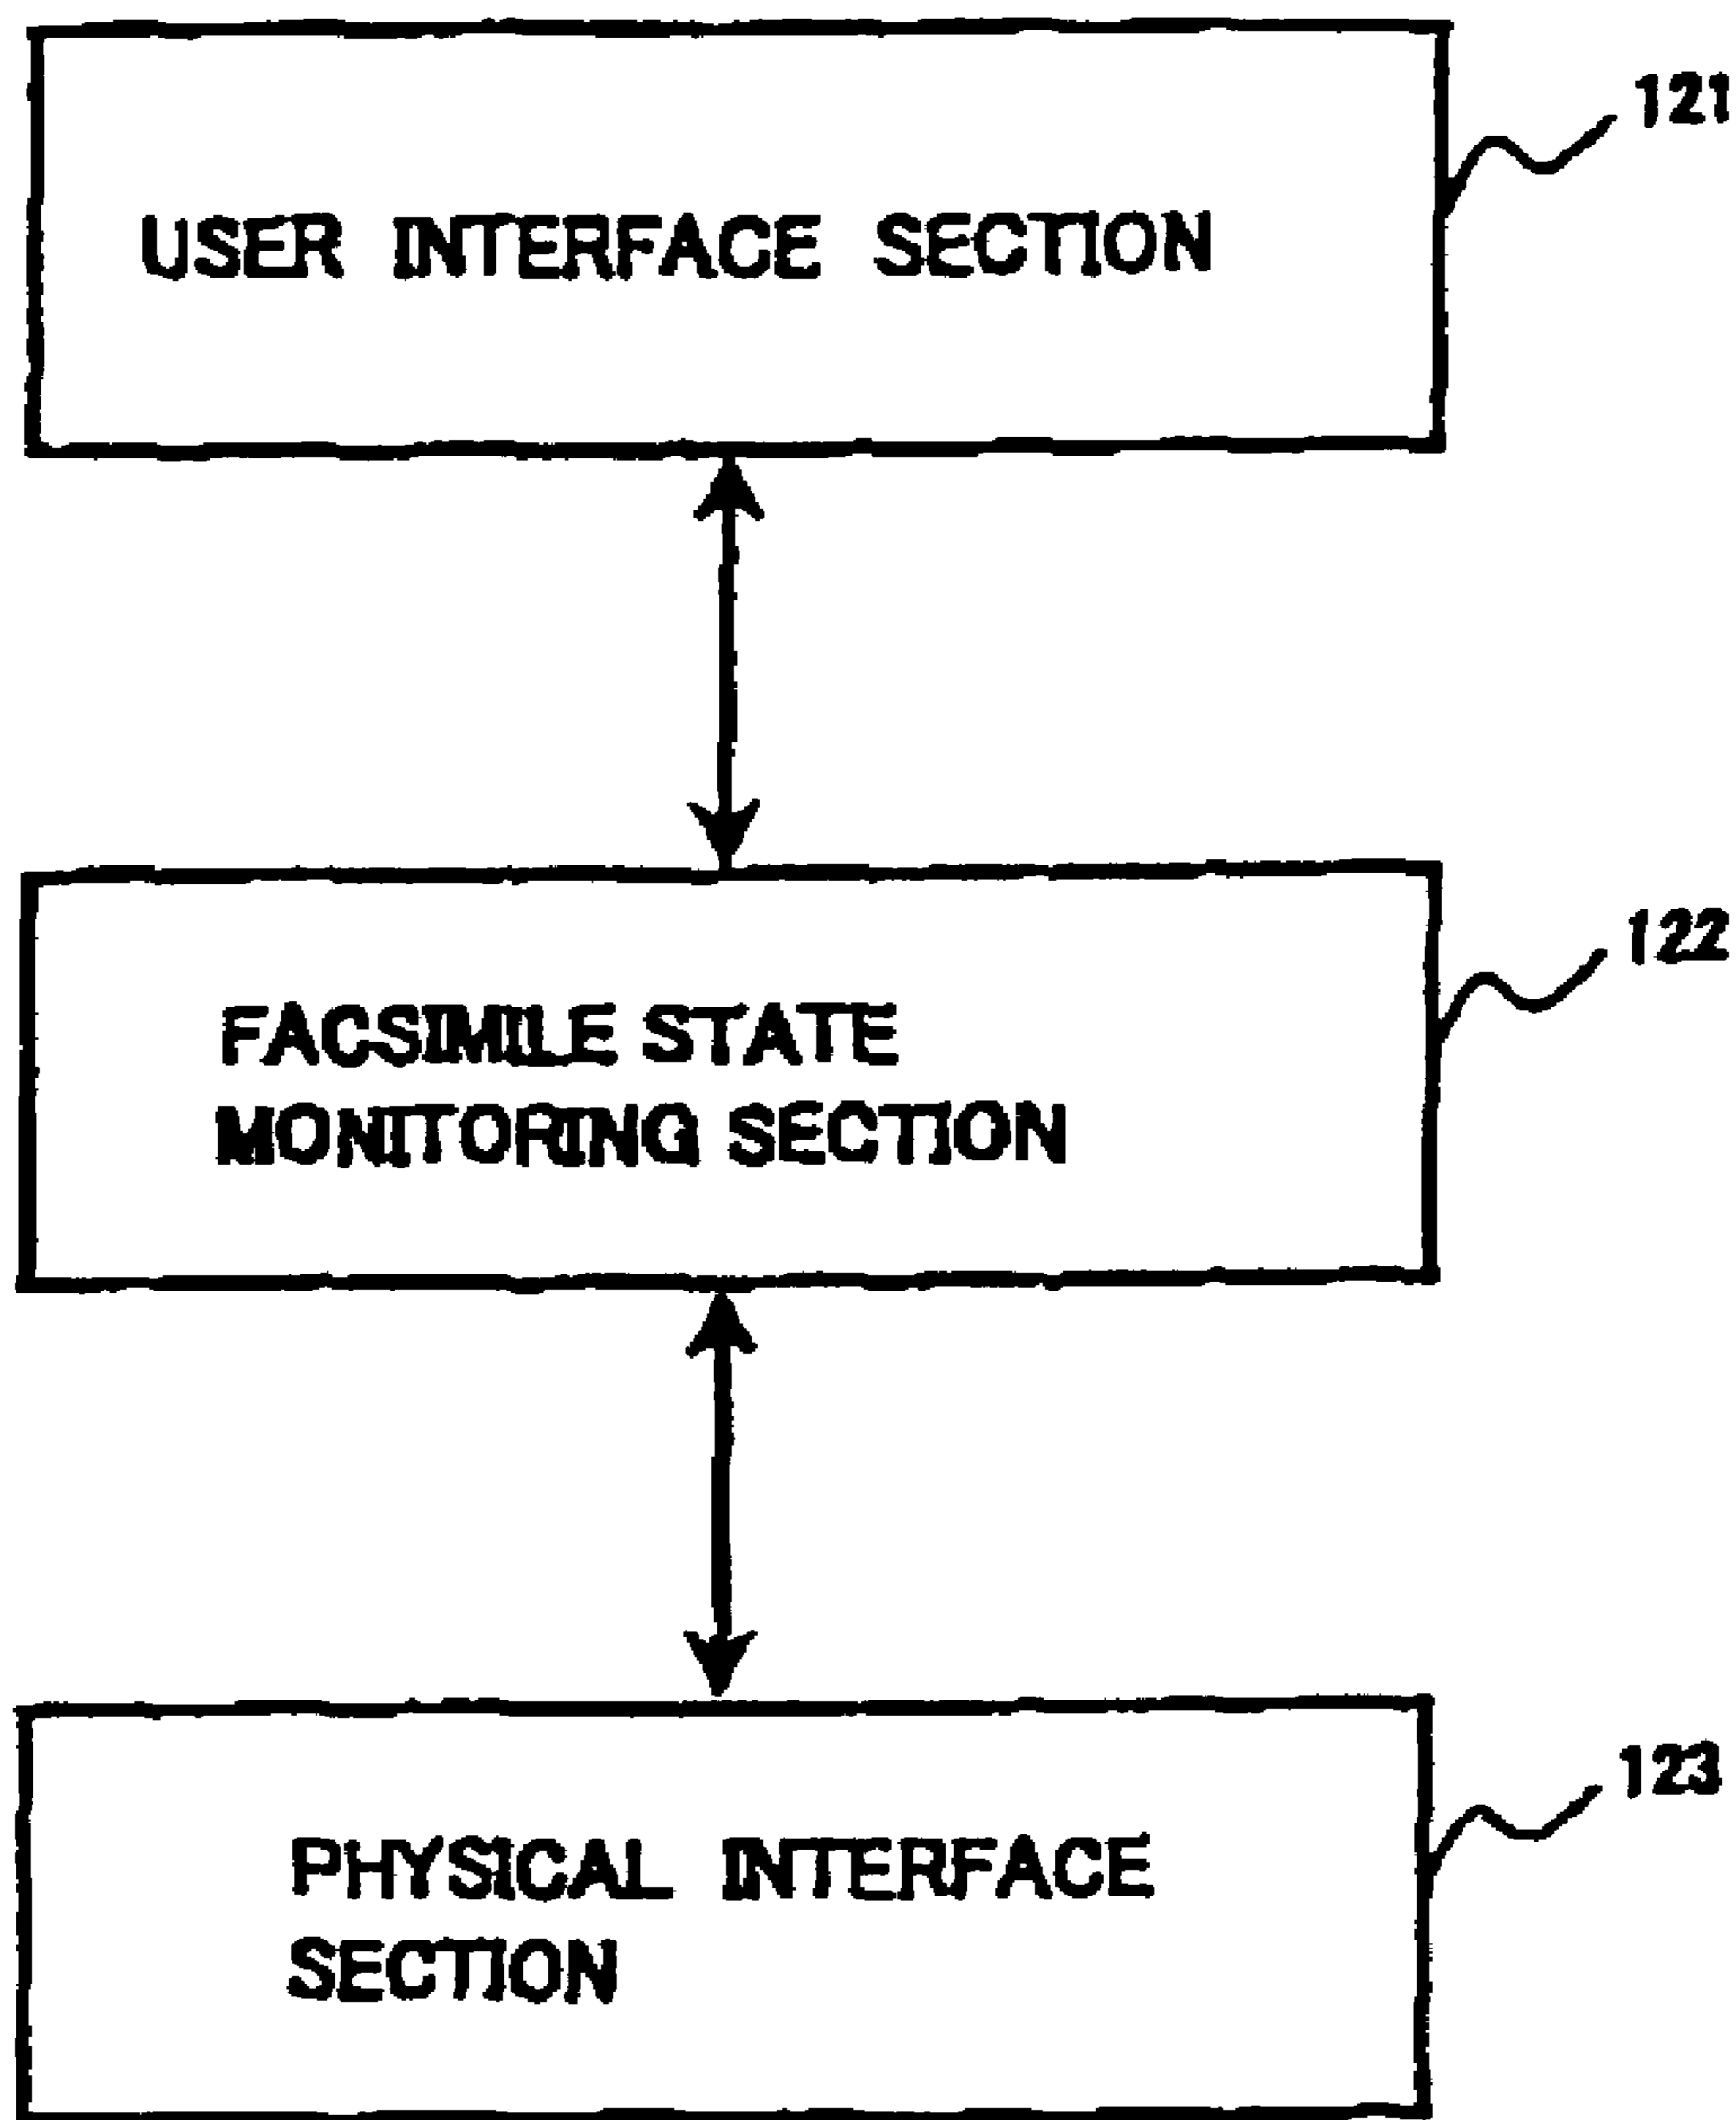 121
USER INTERFACE SECTION
122
FACSIMILE STATE
MONITORING SECTION
123
PHYSICAL INTERFACE
SECTION